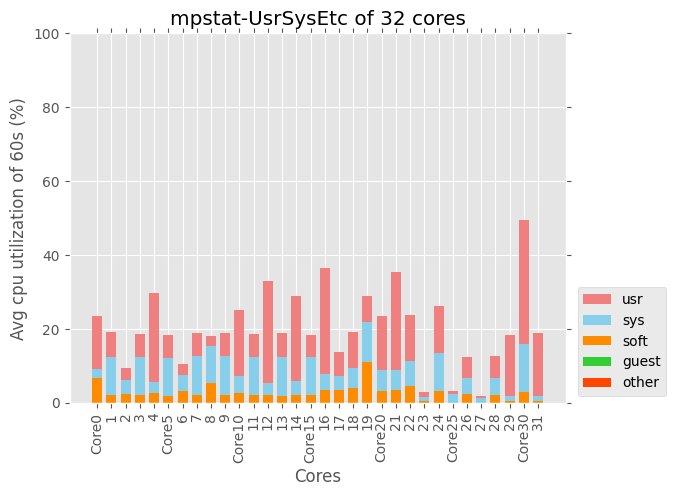 mpstat-UsrSysEtc of 32 cores
100
80
60
40
20
0
Avg cpu utilization of 60s (%)
Core0
1
2
3
4
Core5
6
7
8
9
Core10
11
12
13
14
Core15
16
17
18
19
Core20
21
22
23
24
Core25
26
27
28
29
Core30
31
Cores
usr
sys
soft
guest
other